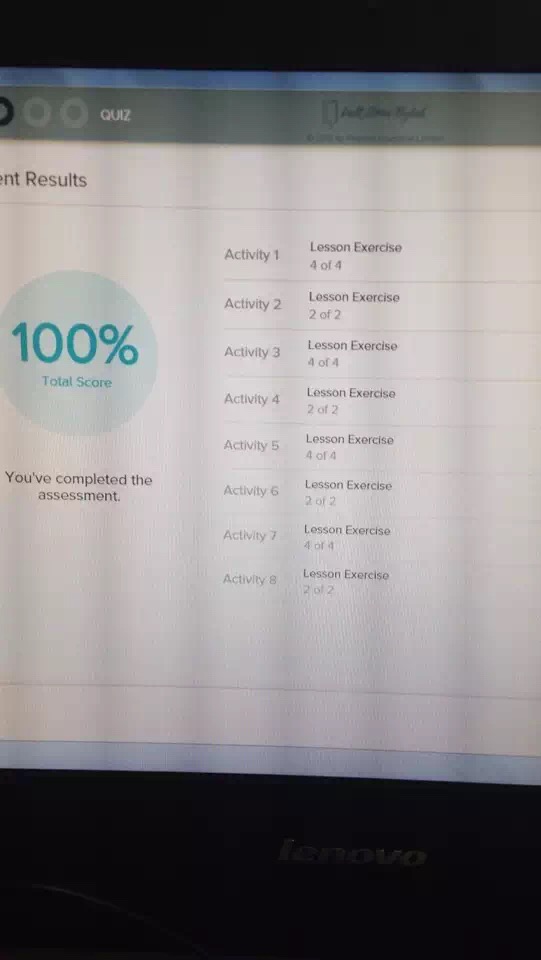 QUIZ
ent Results
Activity 1
Lesson Exercise
4 of 4
Activity 2
Lesson Exercise
2 of 2
Activity 3
Lesson Exercise
4 of 4
Activity 4
Lesson Exercise
2 of 2
Activity 5
Lesson Exercise
4 of 4
Activity 6
Lesson Exercise
2 of 2
Activity 7
Lesson Exercise
4 of 4
Activity 8
Lesson Exercise
2 of 2
100%
Total Score
You've completed the
assessment.
lenovo